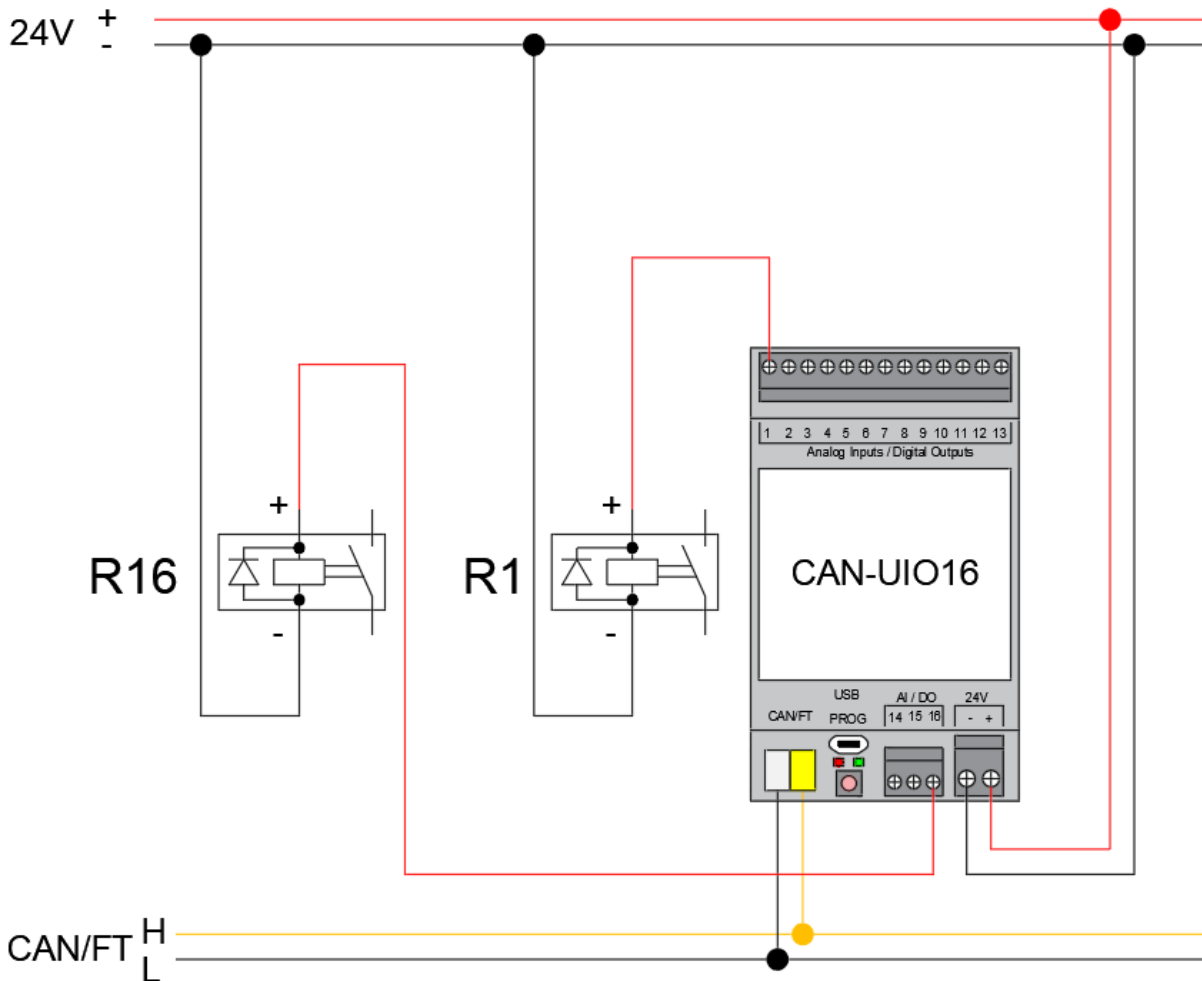 24V + -
1 2 3 4 5 6 7 8 9 10 11 12 13
Analog Inputs / Digital Outputs
+
R16
-
+
R1
-
CAN-UIO16
USB
PROG
CAN/FT
AI / DO
14 15 16
24V
- +
CAN/FT H
L